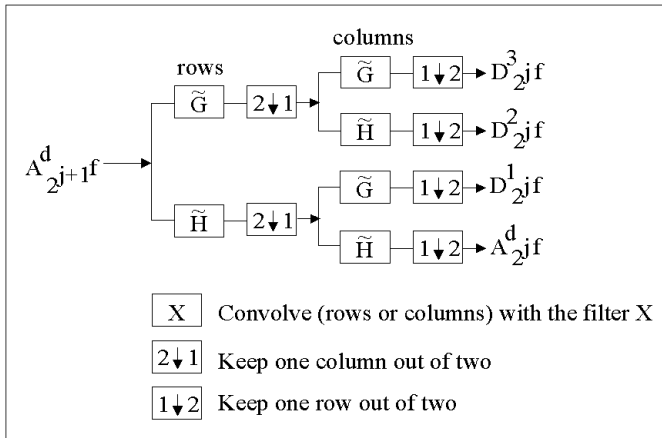 columns
rows
G̃ 2↓1 G̃ 1↓2 D³₂jf
H̃ 1↓2 D²₂jf
Aᵈ₂j+1f
H̃ 2↓1 G̃ 1↓2 D¹₂jf
H̃ 1↓2 Aᵈ₂jf
X Convolve (rows or columns) with the filter X
2↓1 Keep one column out of two
1↓2 Keep one row out of two